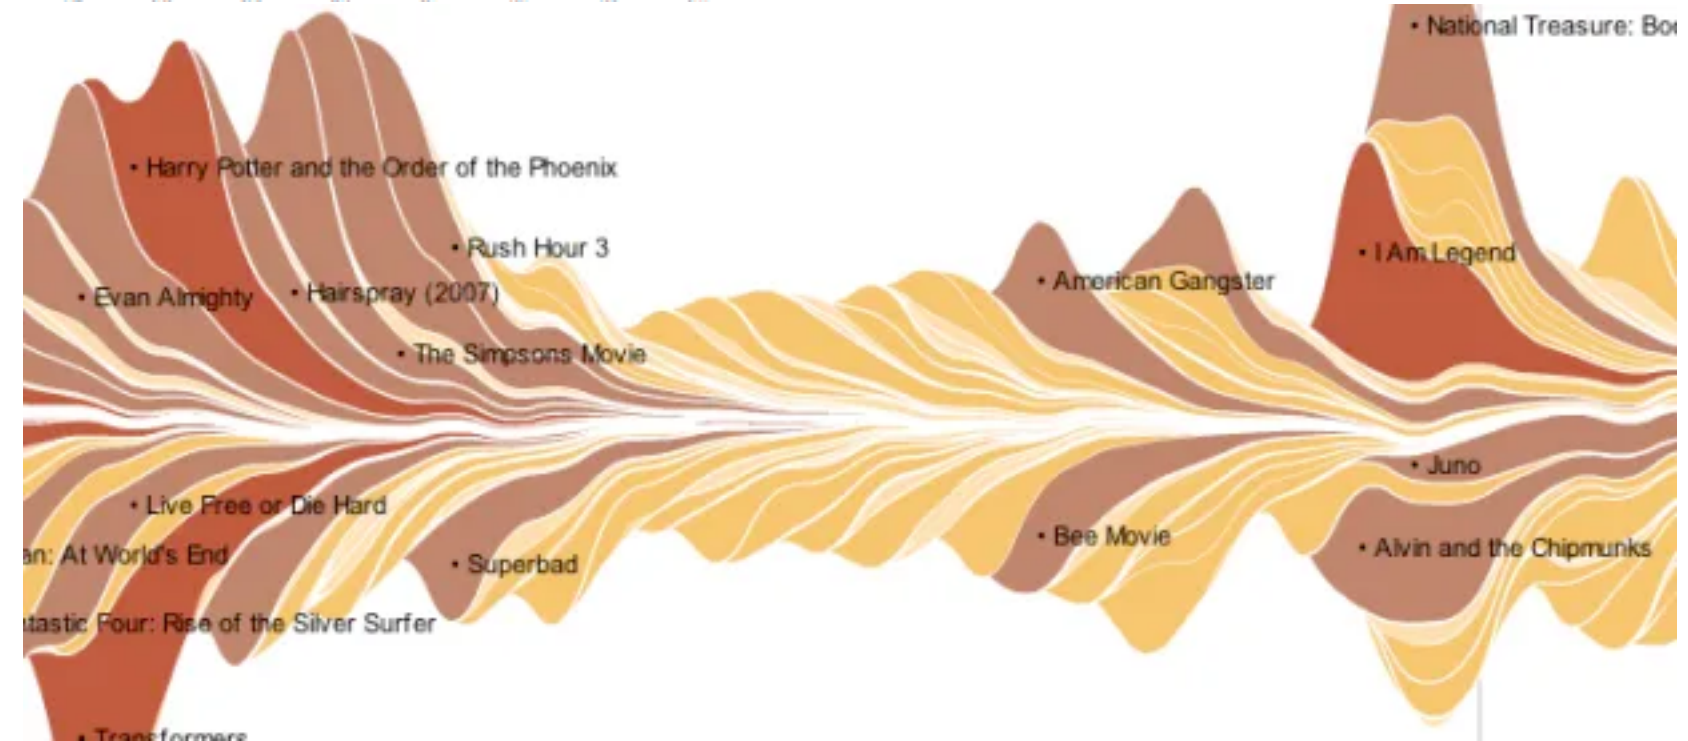 • National Treasure: Boo
• Harry Potter and the Order of the Phoenix
• Rush Hour 3
• I Am Legend
• American Gangster
• Evan Almighty
• Hairspray (2007)
• The Simpsons Movie
• Juno
• Live Free or Die Hard
• Bee Movie
• Alvin and the Chipmunks
an: At World's End
• Superbad
tastic Four: Rise of the Silver Surfer
• Transformers